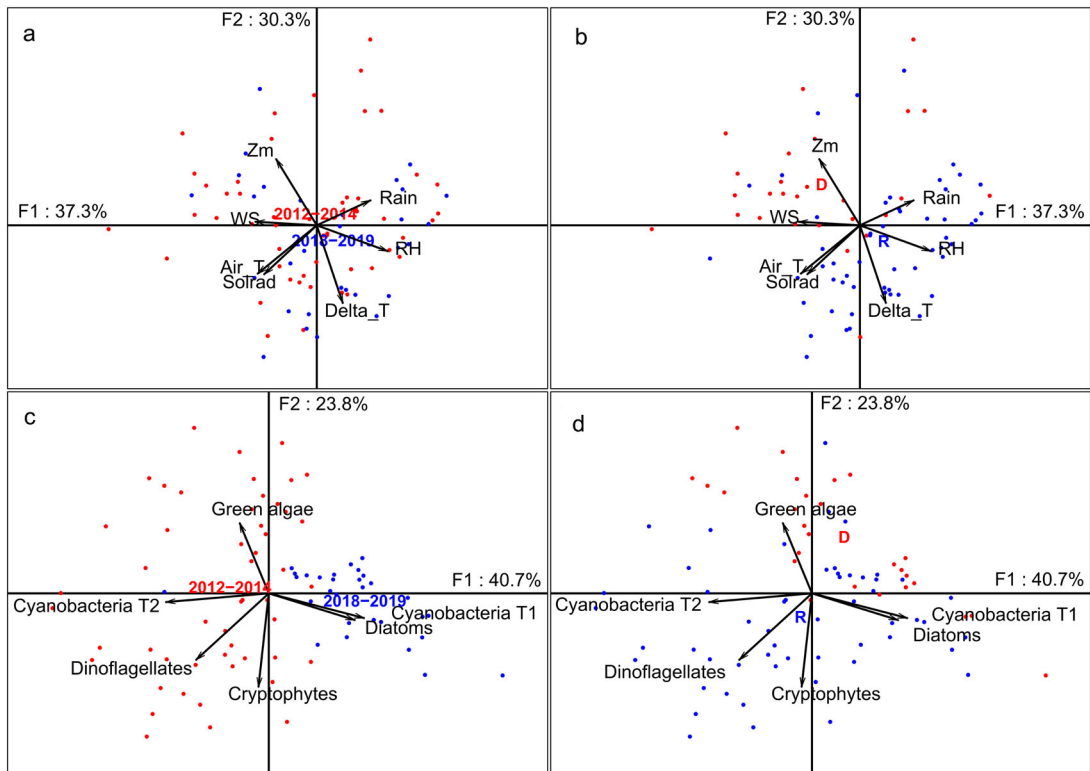 a
F2 : 30.3%
Zm
Rain
F1 : 37.3%
WS
2012−2014
2018−2019
RH
Air_T
Solrad
Delta_T
b
F2 : 30.3%
Zm
D
Rain
F1 : 37.3%
WS
R
RH
Air_T
Solrad
Delta_T
c
F2 : 23.8%
Green algae
F1 : 40.7%
2012−2014
2018−2019
Cyanobacteria T2
Cyanobacteria T1
Diatoms
Dinoflagellates
Cryptophytes
d
F2 : 23.8%
Green algae
D
F1 : 40.7%
Cyanobacteria T2
R
Cyanobacteria T1
Diatoms
Dinoflagellates
Cryptophytes